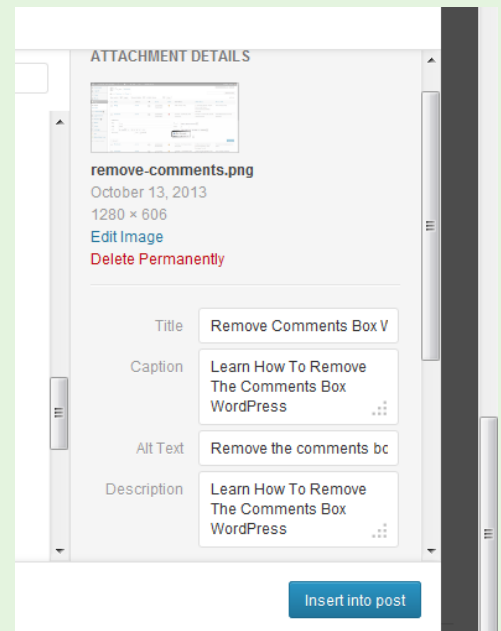 ATTACHMENT DETAILS
remove-comments.png
October 13, 2013
1280 × 606
Edit Image
Delete Permanently
Title
Remove Comments Box W
Caption
Learn How To Remove
The Comments Box
WordPress
Alt Text
Remove the comments bo
Description
Learn How To Remove
The Comments Box
WordPress
Insert into post